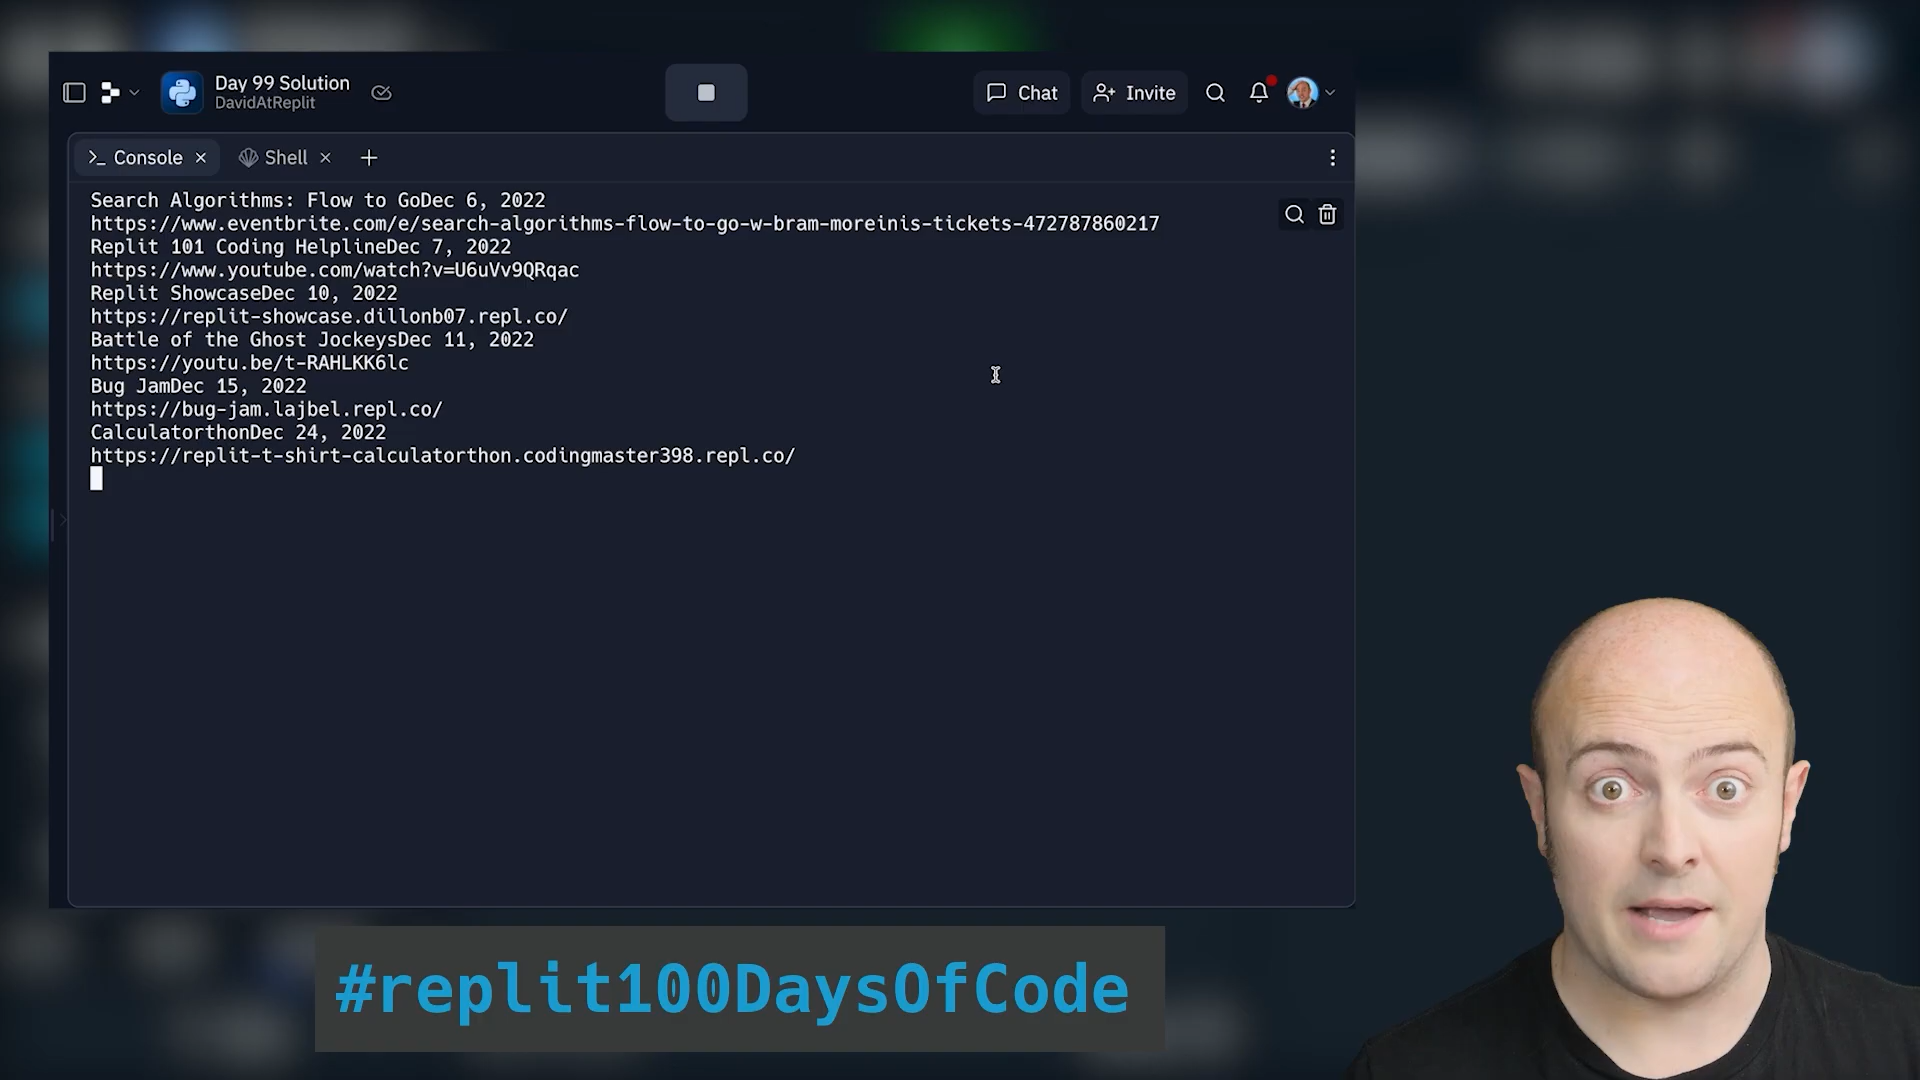 Day 99 Solution
DavidAtReplit
Chat
Invite
Console
Shell
Search Algorithms: Flow to GoDec 6, 2022
https://www.eventbrite.com/e/search-algorithms-flow-to-go-w-bram-moreinis-tickets-472787860217
Replit 101 Coding HelplineDec 7, 2022
https://www.youtube.com/watch?v=U6uVv9QRqac
Replit ShowcaseDec 10, 2022
https://replit-showcase.dillonb07.repl.co/
Battle of the Ghost JockeysDec 11, 2022
https://youtu.be/t-RAHLKK6lc
Bug JamDec 15, 2022
https://bug-jam.lajbel.repl.co/
CalculatorthonDec 24, 2022
https://replit-t-shirt-calculatorthon.codingmaster398.repl.co/
#replit100DaysOfCode